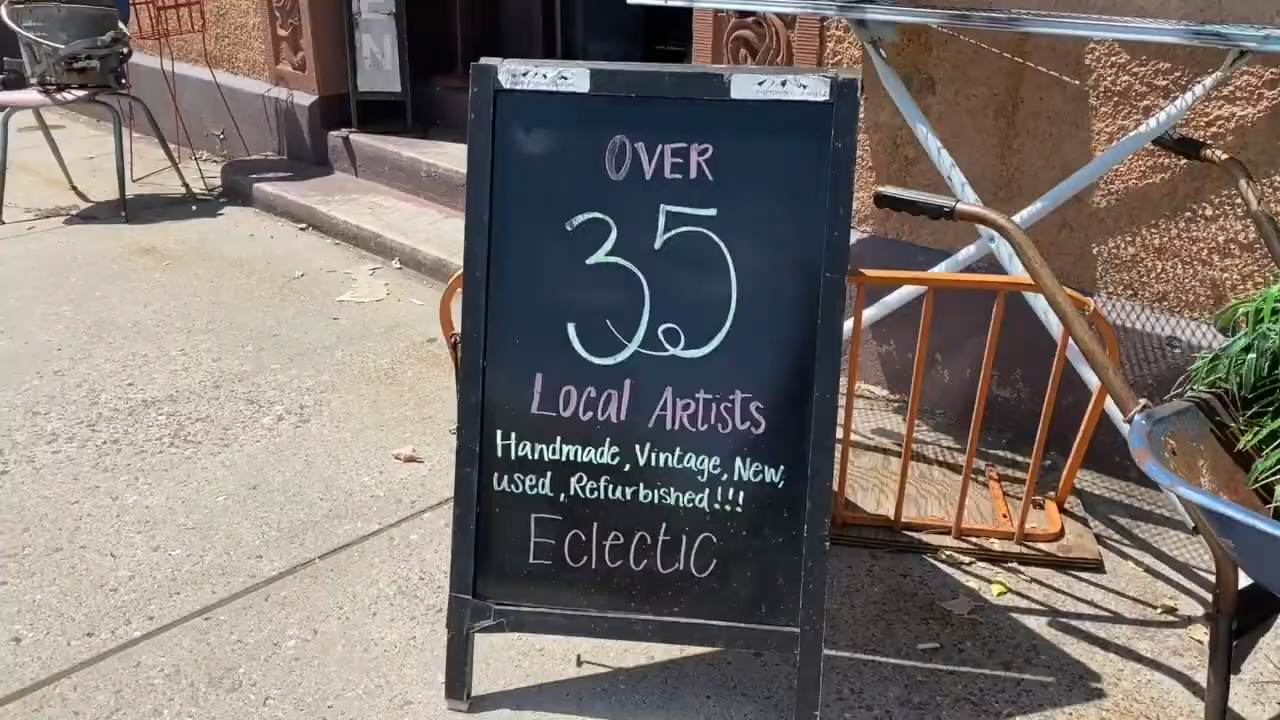 OVER
35
Local Artists
Handmade, Vintage, New,
used, Refurbished!!!
Eclectic